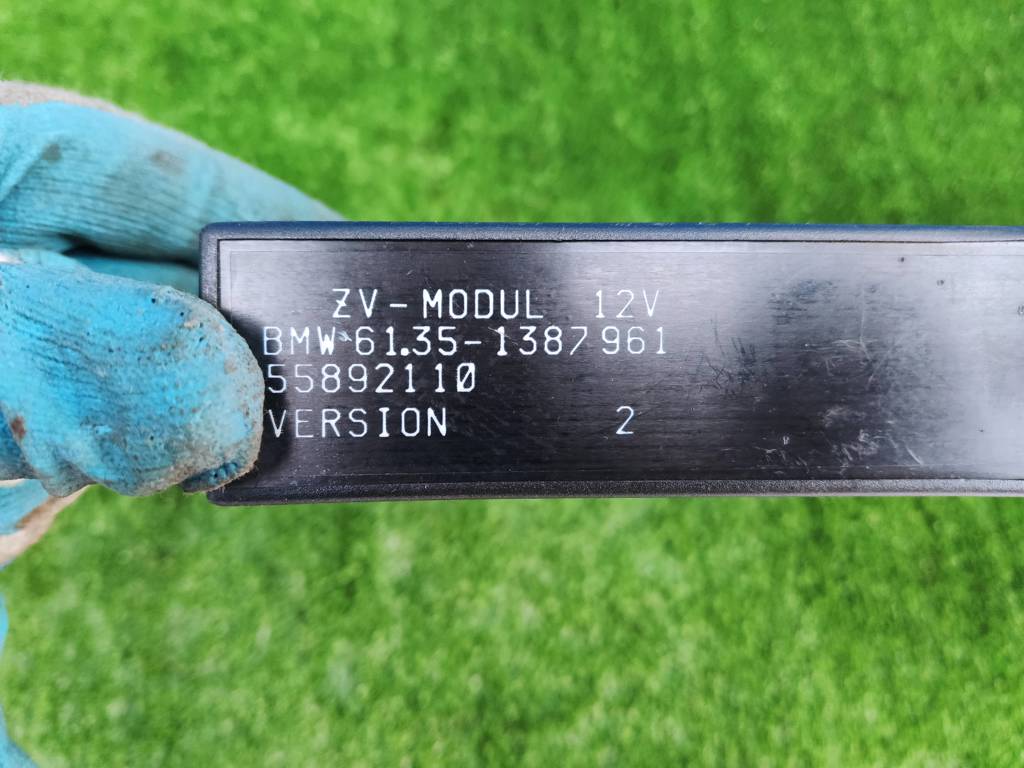 ZV-MODUL 12V
BMW 61.35-1387961
55892110
VERSION 2